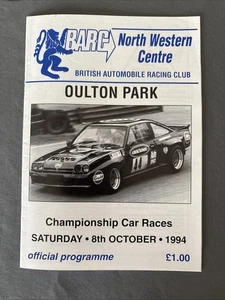 BARC
North Western
Centre
BRITISH AUTOMOBILE RACING CLUB
OULTON PARK
44
Championship Car Races
SATURDAY • 8th OCTOBER • 1994
official programme
£1.00